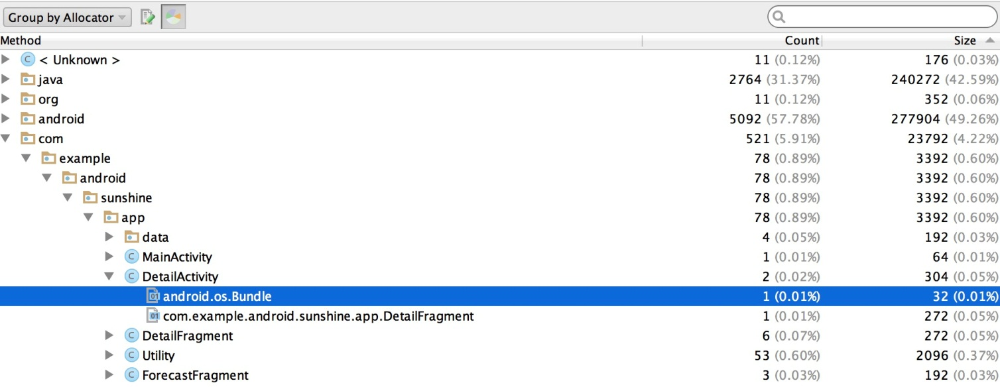 Group by Allocator
Method Count Size
< Unknown > 11 (0.12%) 176 (0.03%)
java 2764 (31.37%) 240272 (42.59%)
org 11 (0.12%) 352 (0.06%)
android 5092 (57.78%) 277904 (49.26%)
com 521 (5.91%) 23792 (4.22%)
example 78 (0.89%) 3392 (0.60%)
android 78 (0.89%) 3392 (0.60%)
sunshine 78 (0.89%) 3392 (0.60%)
app 78 (0.89%) 3392 (0.60%)
data 4 (0.05%) 192 (0.03%)
C MainActivity 1 (0.01%) 64 (0.01%)
C DetailActivity 2 (0.02%) 304 (0.05%)
android.os.Bundle 1 (0.01%) 32 (0.01%)
com.example.android.sunshine.app.DetailFragment 1 (0.01%) 272 (0.05%)
C DetailFragment 6 (0.07%) 272 (0.05%)
C Utility 53 (0.60%) 2096 (0.37%)
C ForecastFragment 3 (0.03%) 192 (0.03%)